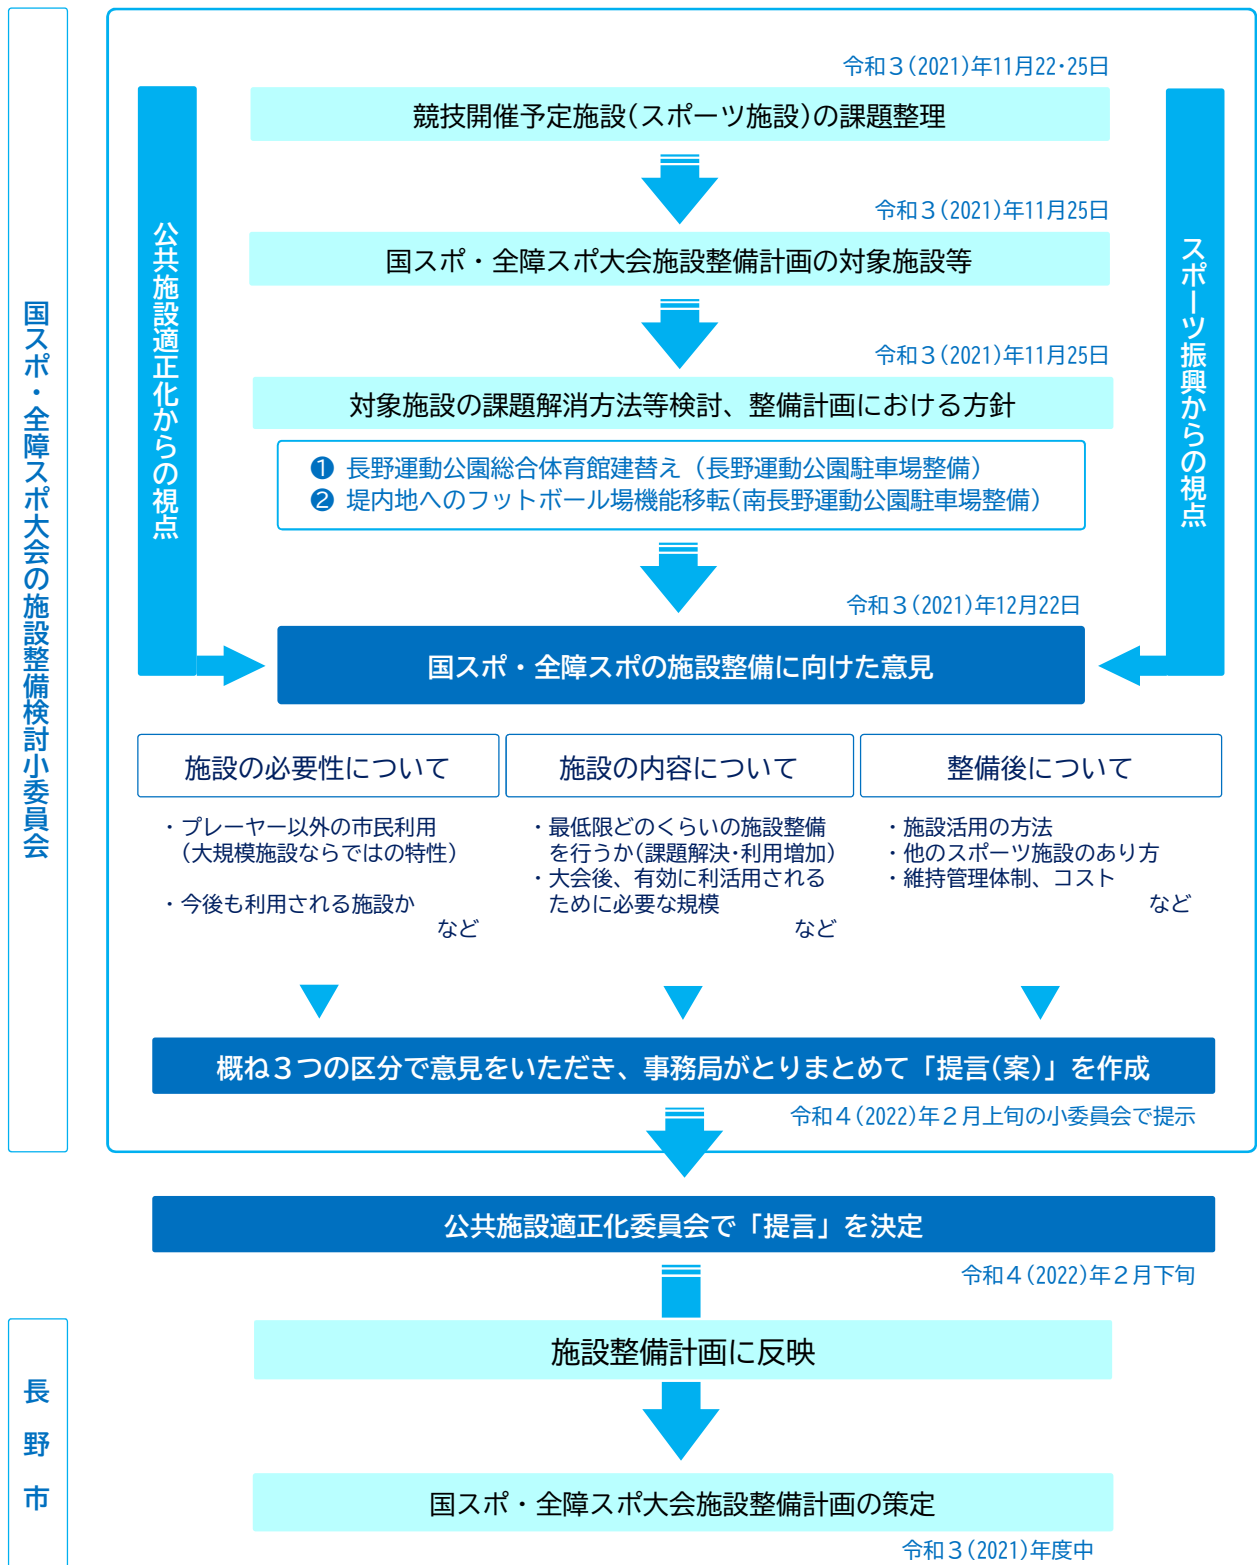 国スポ・全障スポ大会の施設整備検討小委員会
公共施設適正化からの視点
スポーツ振興からの視点
令和３(2021)年11月22・25日
競技開催予定施設(スポーツ施設)の課題整理
令和３(2021)年11月25日
国スポ・全障スポ大会施設整備計画の対象施設等
令和３(2021)年11月25日
対象施設の課題解消方法等検討、整備計画における方針
❶ 長野運動公園総合体育館建替え（長野運動公園駐車場整備）
❷ 堤内地へのフットボール場機能移転(南長野運動公園駐車場整備）
令和３(2021)年12月22日
国スポ・全障スポの施設整備に向けた意見
施設の必要性について
・プレーヤー以外の市民利用
（大規模施設ならではの特性）
・今後も利用される施設か
など
施設の内容について
・最低限どのくらいの施設整備
を行うか(課題解決・利用増加）
・大会後、有効に利活用される
ために必要な規模
など
整備後について
・施設活用の方法
・他のスポーツ施設のあり方
・維持管理体制、コスト
など
概ね３つの区分で意見をいただき、事務局がとりまとめて「提言(案)」を作成
令和４(2022)年２月上旬の小委員会で提示
公共施設適正化委員会で「提言」を決定
令和４(2022)年２月下旬
長野市
施設整備計画に反映
国スポ・全障スポ大会施設整備計画の策定
令和３(2021)年度中